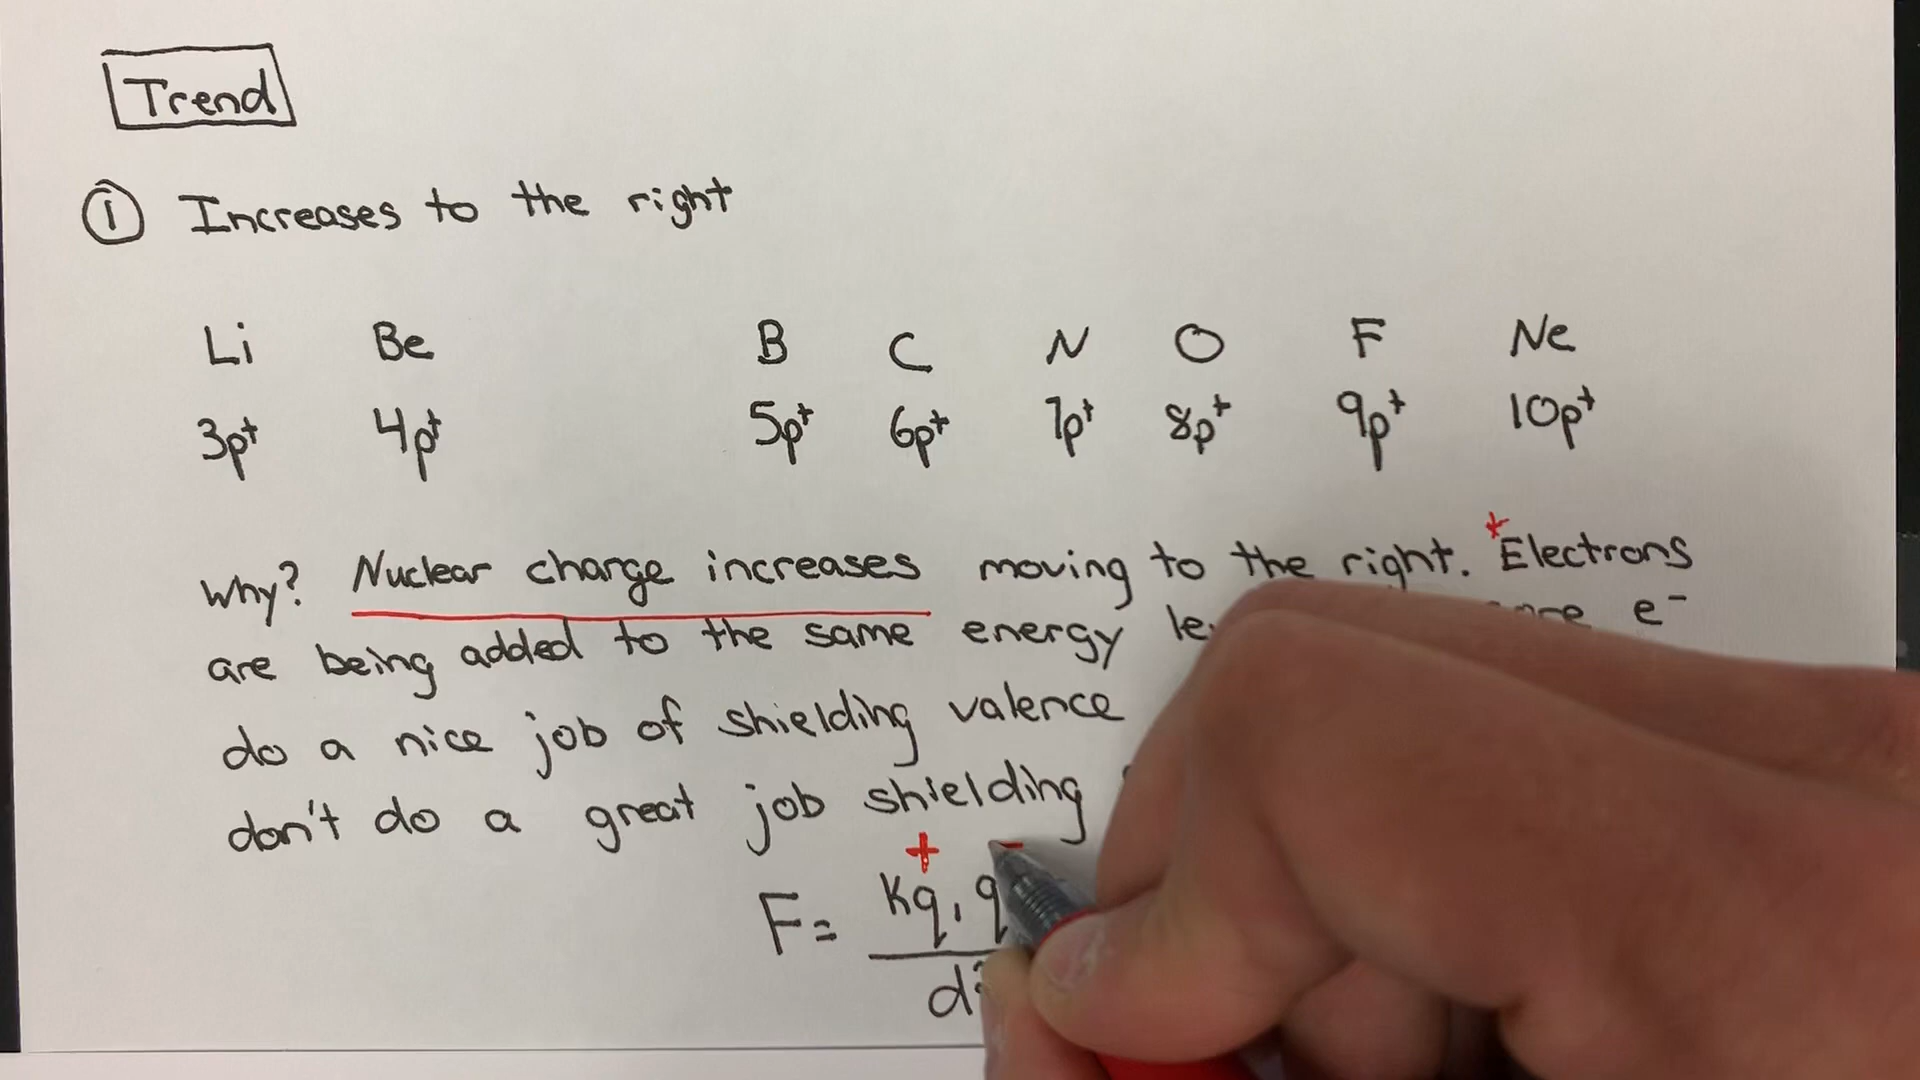 Trend
① Increases to the right
Li Be B C N O F Ne
3p⁺ 4p⁺ 5p⁺ 6p⁺ 7p⁺ 8p⁺ 9p⁺ 10p⁺
Why? Nuclear charge increases moving to the right. *Electrons
are being added to the same energy e⁻
do a nice job of shielding valence
don't do a great job shielding
+ -
F = kq₁q
d²